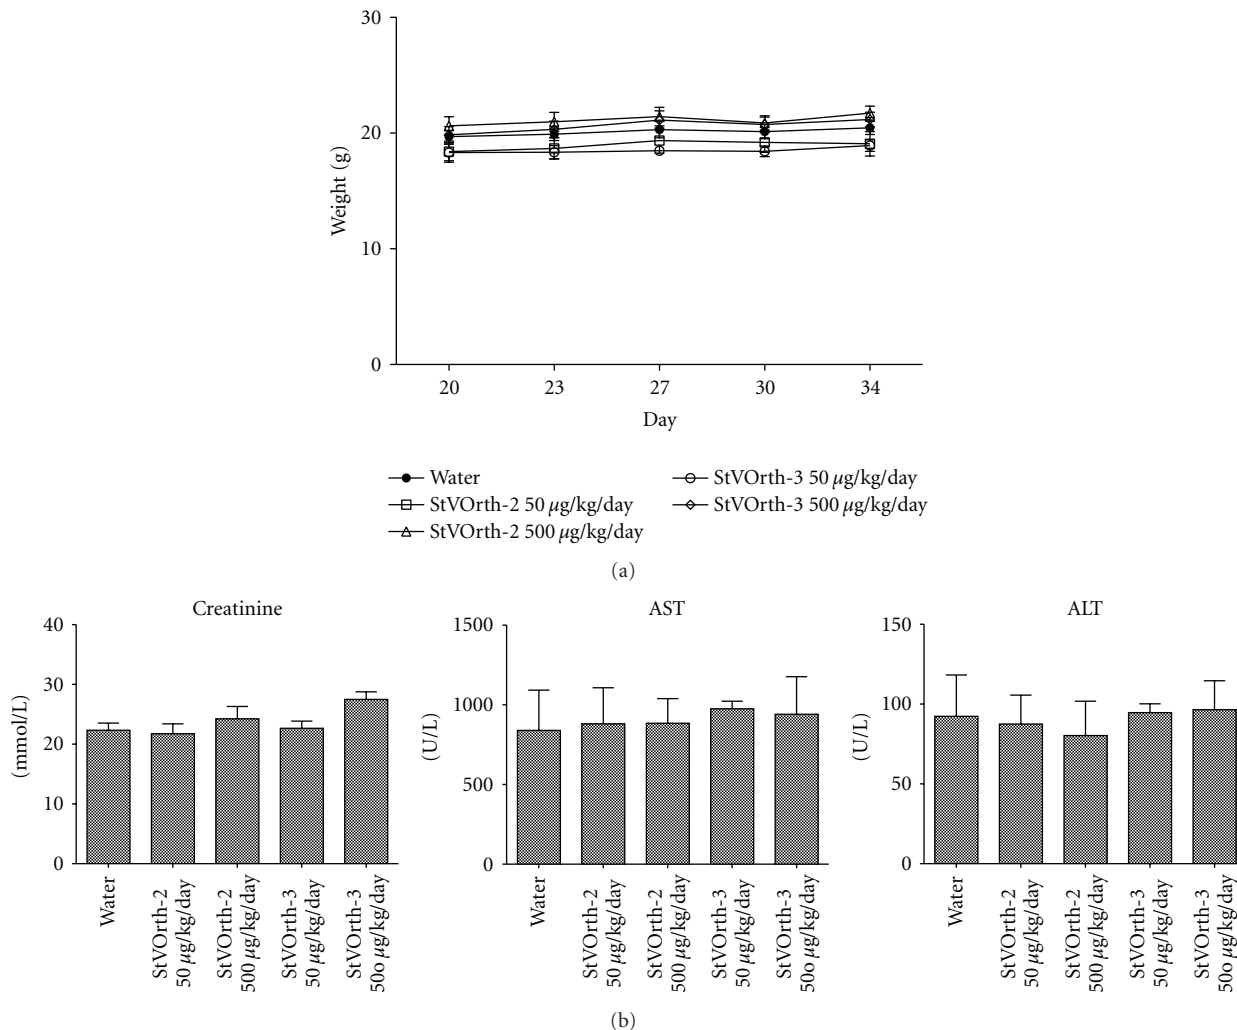 30
20
10
0
Weight (g)
20 23 27 30 34
Day
Water
StVOrth-2 50 µg/kg/day
StVOrth-2 500 µg/kg/day
StVOrth-3 50 µg/kg/day
StVOrth-3 500 µg/kg/day
(a)
Creatinine
40
30
20
10
0
(mmol/L)
Water
StVOrth-2
50 µg/kg/day
StVOrth-2
500 µg/kg/day
StVOrth-3
50 µg/kg/day
StVOrth-3
50o µg/kg/day
AST
1500
1000
500
0
(U/L)
Water
StVOrth-2
50 µg/kg/day
StVOrth-2
500 µg/kg/day
StVOrth-3
50 µg/kg/day
StVOrth-3
50o µg/kg/day
ALT
150
100
50
0
(U/L)
Water
StVOrth-2
50 µg/kg/day
StVOrth-2
500 µg/kg/day
StVOrth-3
50 µg/kg/day
StVOrth-3
50o µg/kg/day
(b)